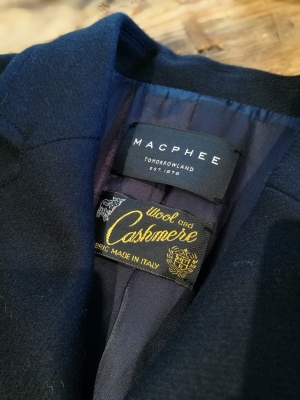 MACPHEE
TOMORROWLAND
EST. 1978
Wool and
Cashmere
FABRIC MADE IN ITALY